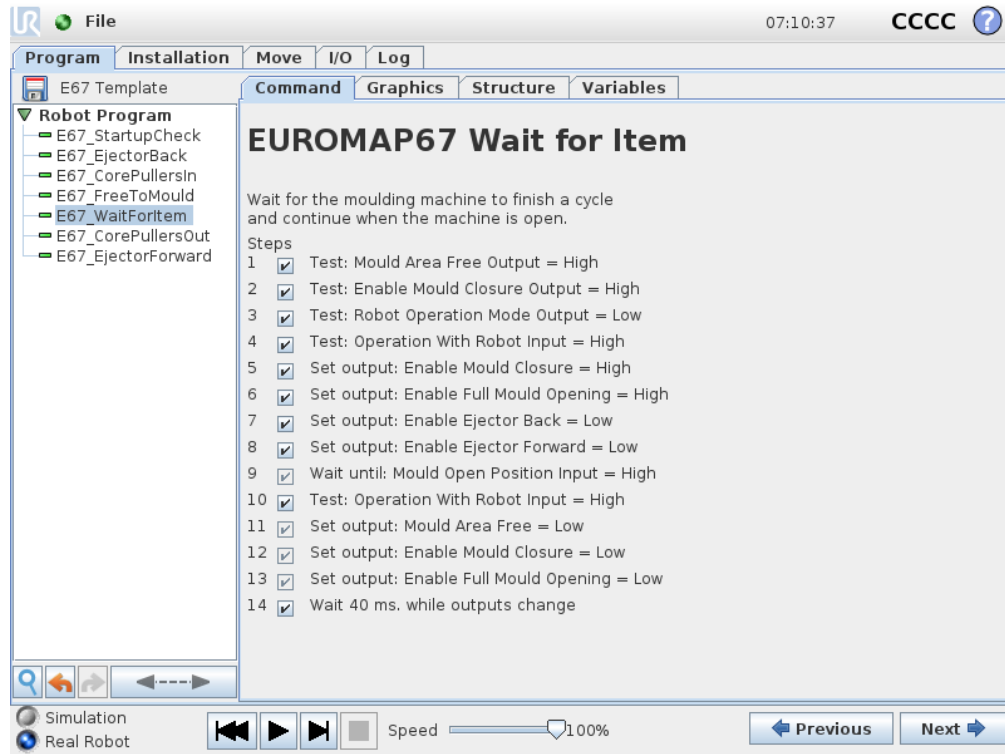 UR File 07:10:37 CCCC ?
Program Installation Move I/O Log
E67 Template
Command Graphics Structure Variables
Robot Program
E67_StartupCheck
E67_EjectorBack
E67_CorePullersIn
E67_FreeToMould
E67_WaitForItem
E67_CorePullersOut
E67_EjectorForward
EUROMAP67 Wait for Item
Wait for the moulding machine to finish a cycle
and continue when the machine is open.
Steps
1 Test: Mould Area Free Output = High
2 Test: Enable Mould Closure Output = High
3 Test: Robot Operation Mode Output = Low
4 Test: Operation With Robot Input = High
5 Set output: Enable Mould Closure = High
6 Set output: Enable Full Mould Opening = High
7 Set output: Enable Ejector Back = Low
8 Set output: Enable Ejector Forward = Low
9 Wait until: Mould Open Position Input = High
10 Test: Operation With Robot Input = High
11 Set output: Mould Area Free = Low
12 Set output: Enable Mould Closure = Low
13 Set output: Enable Full Mould Opening = Low
14 Wait 40 ms. while outputs change
Simulation
Real Robot
Speed 100%
Previous Next